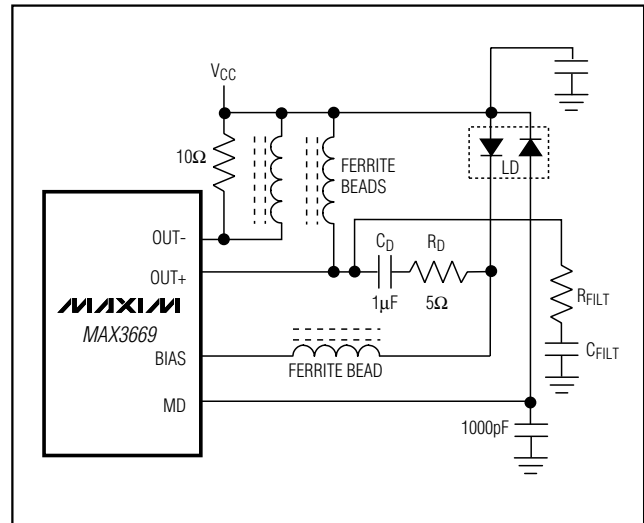 VCC
10Ω
FERRITE
BEADS
LD
OUT-
OUT+
CD
RD
1µF
5Ω
RFILT
CFILT
MAXIM
MAX3669
BIAS
FERRITE BEAD
MD
1000pF